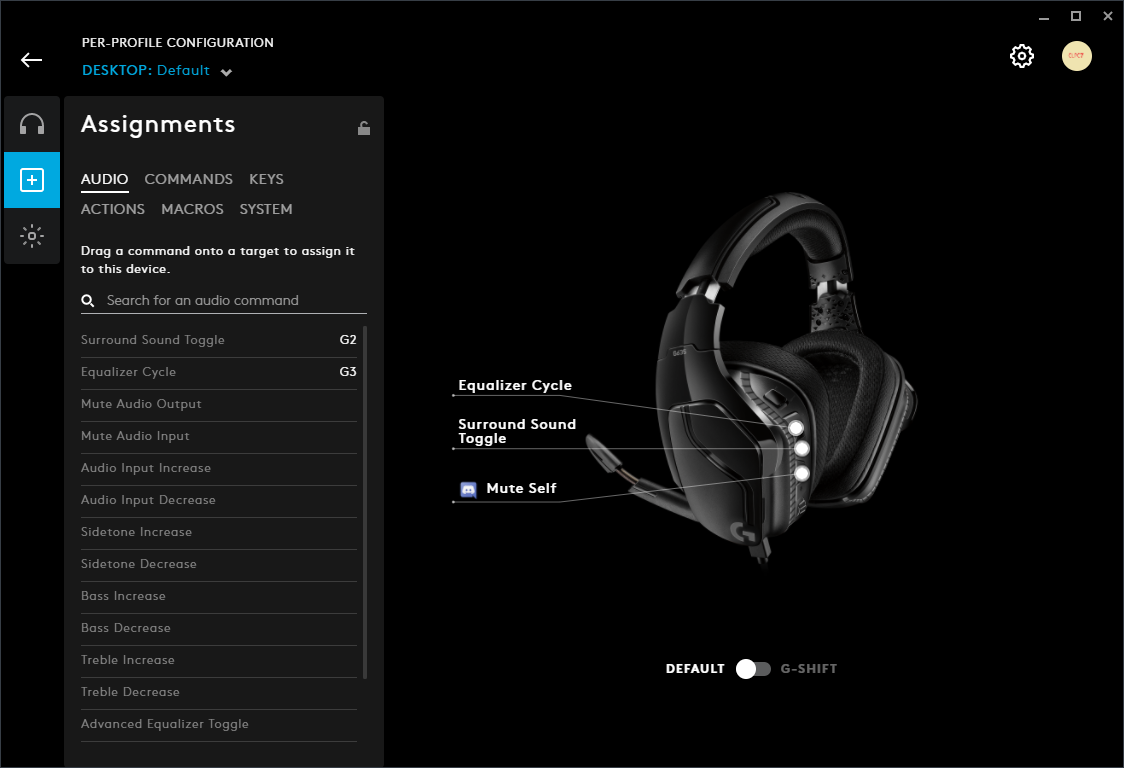 PER-PROFILE CONFIGURATION
DESKTOP: Default
Assignments
AUDIO COMMANDS KEYS
ACTIONS MACROS SYSTEM
Drag a command onto a target to assign it
to this device.
Search for an audio command
Surround Sound Toggle G2
Equalizer Cycle G3
Mute Audio Output
Mute Audio Input
Audio Input Increase
Audio Input Decrease
Sidetone Increase
Sidetone Decrease
Bass Increase
Bass Decrease
Treble Increase
Treble Decrease
Advanced Equalizer Toggle
Equalizer Cycle
Surround Sound
Toggle
Mute Self
DEFAULT G-SHIFT